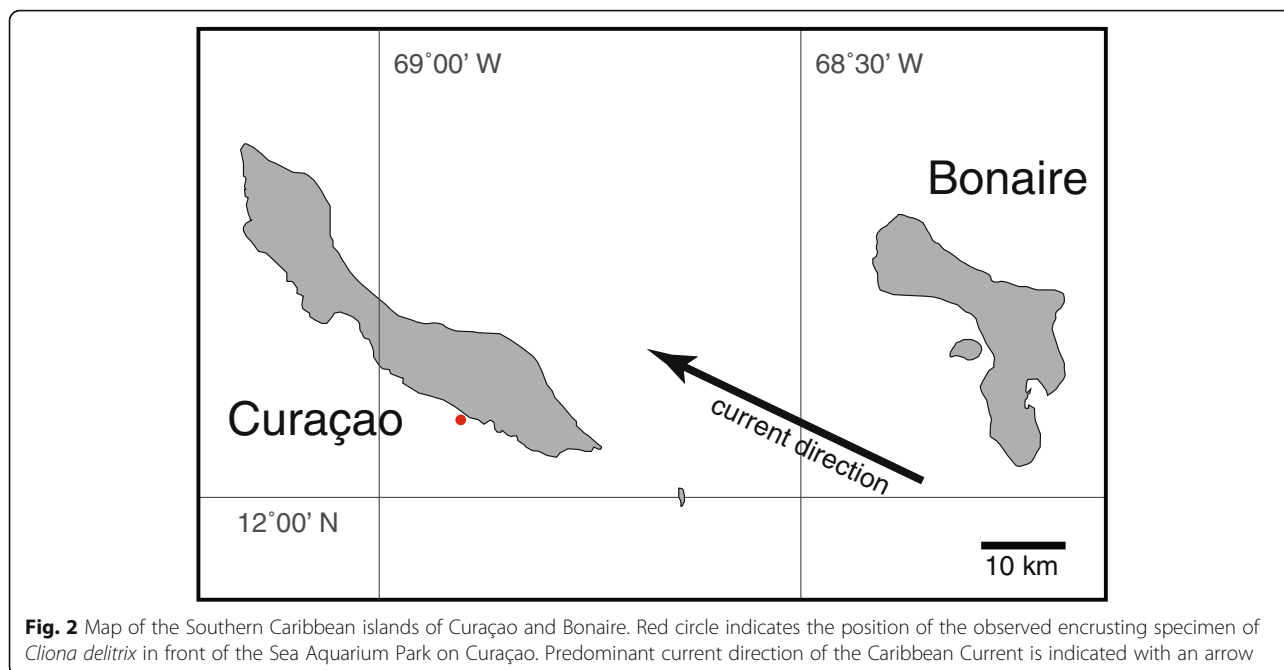 69°00' W
68°30' W
Bonaire
Curaçao
current direction
12°00' N
10 km
Fig. 2 Map of the Southern Caribbean islands of Curaçao and Bonaire. Red circle indicates the position of the observed encrusting specimen of
Cliona delitrix in front of the Sea Aquarium Park on Curaçao. Predominant current direction of the Caribbean Current is indicated with an arrow